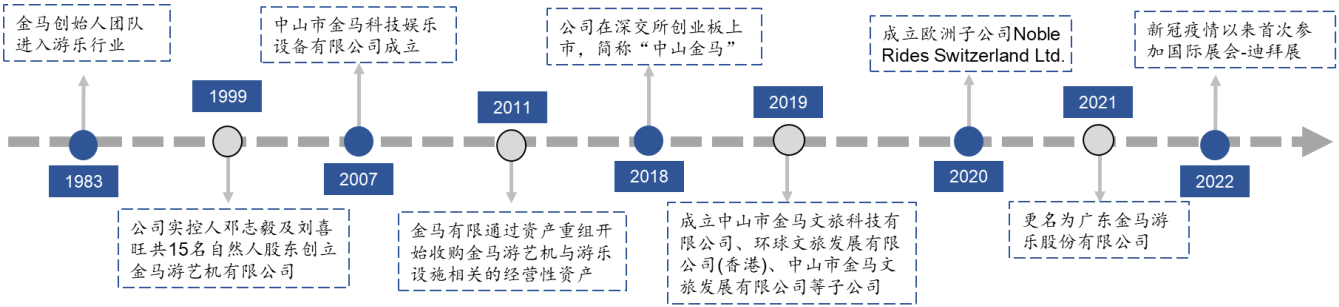 金马创始人团队
进入游乐行业
1983
1999
公司实控人邓志毅及刘喜
旺共15名自然人股东创立
金马游艺机有限公司
中山市金马科技娱乐
设备有限公司成立
2007
2011
金马有限通过资产重组开
始收购金马游艺机与游乐
设施相关的经营性资产
公司在深交所创业板上
市，简称“中山金马”
2018
2019
成立中山市金马文旅科技有
限公司、环球文旅发展有限
公司(香港)、中山市金马文
旅发展有限公司等子公司
成立欧洲子公司Noble
Rides Switzerland Ltd.
2020
2021
更名为广东金马游
乐股份有限公司
新冠疫情以来首次参
加国际展会-迪拜展
2022